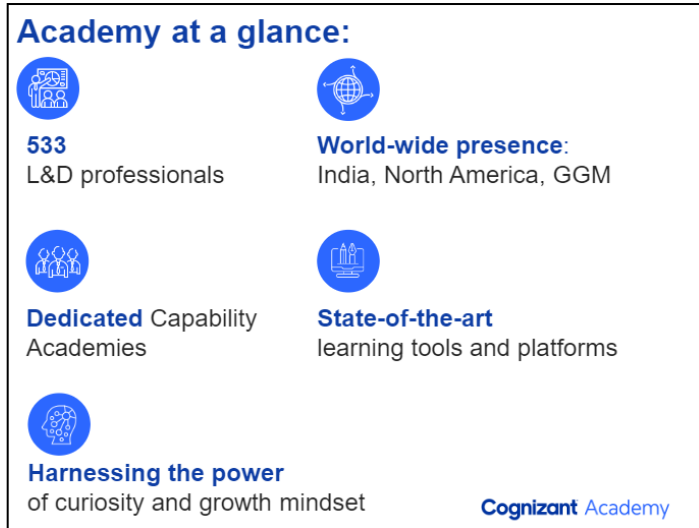 Academy at a glance:
533
L&D professionals
World-wide presence:
India, North America, GGM
Dedicated Capability
Academies
State-of-the-art
learning tools and platforms
Harnessing the power
of curiosity and growth mindset
Cognizant Academy